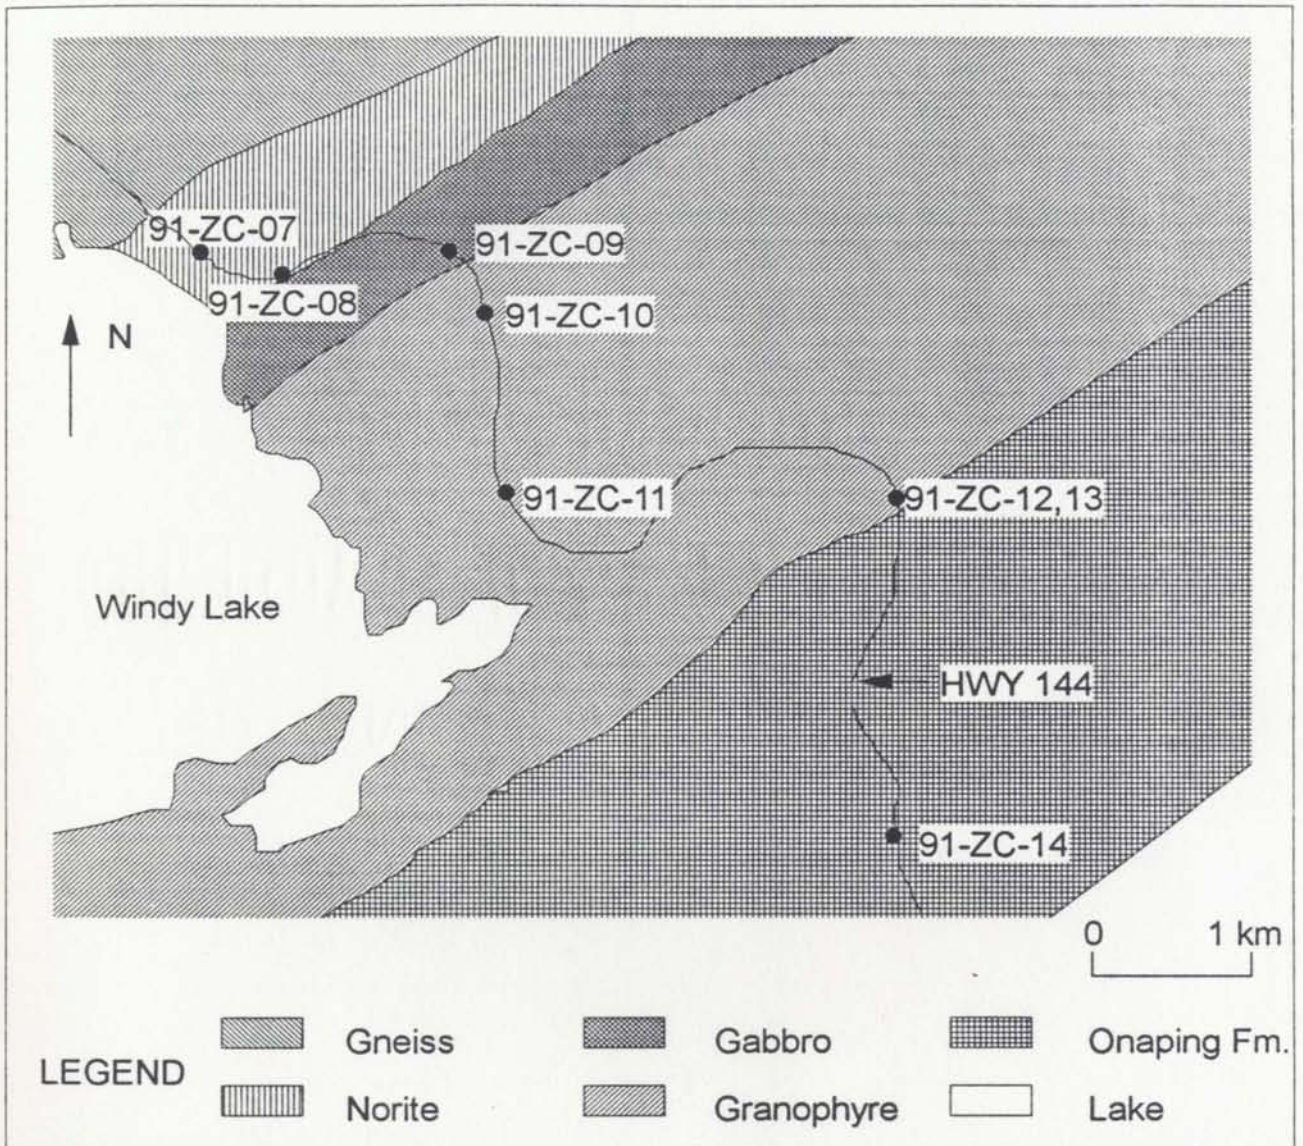 91-ZC-07
91-ZC-09
91-ZC-08
91-ZC-10
N
91-ZC-11
91-ZC-12,13
Windy Lake
HWY 144
91-ZC-14
0 1 km
LEGEND
Gneiss
Gabbro
Onaping Fm.
Norite
Granophyre
Lake